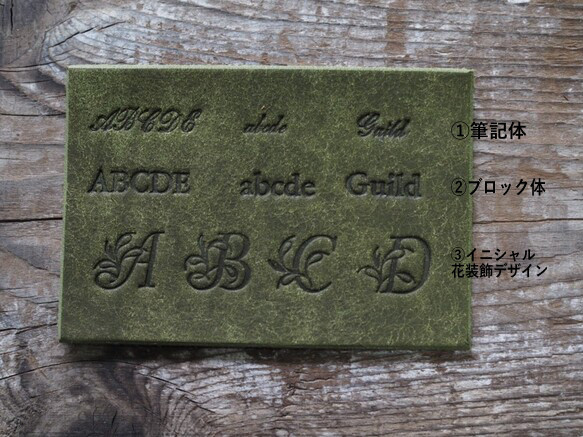 ABCDE abcde Guild ①筆記体
ABCDE abcde Guild ②ブロック体
A B C D ③イニシャル
花装飾デザイン